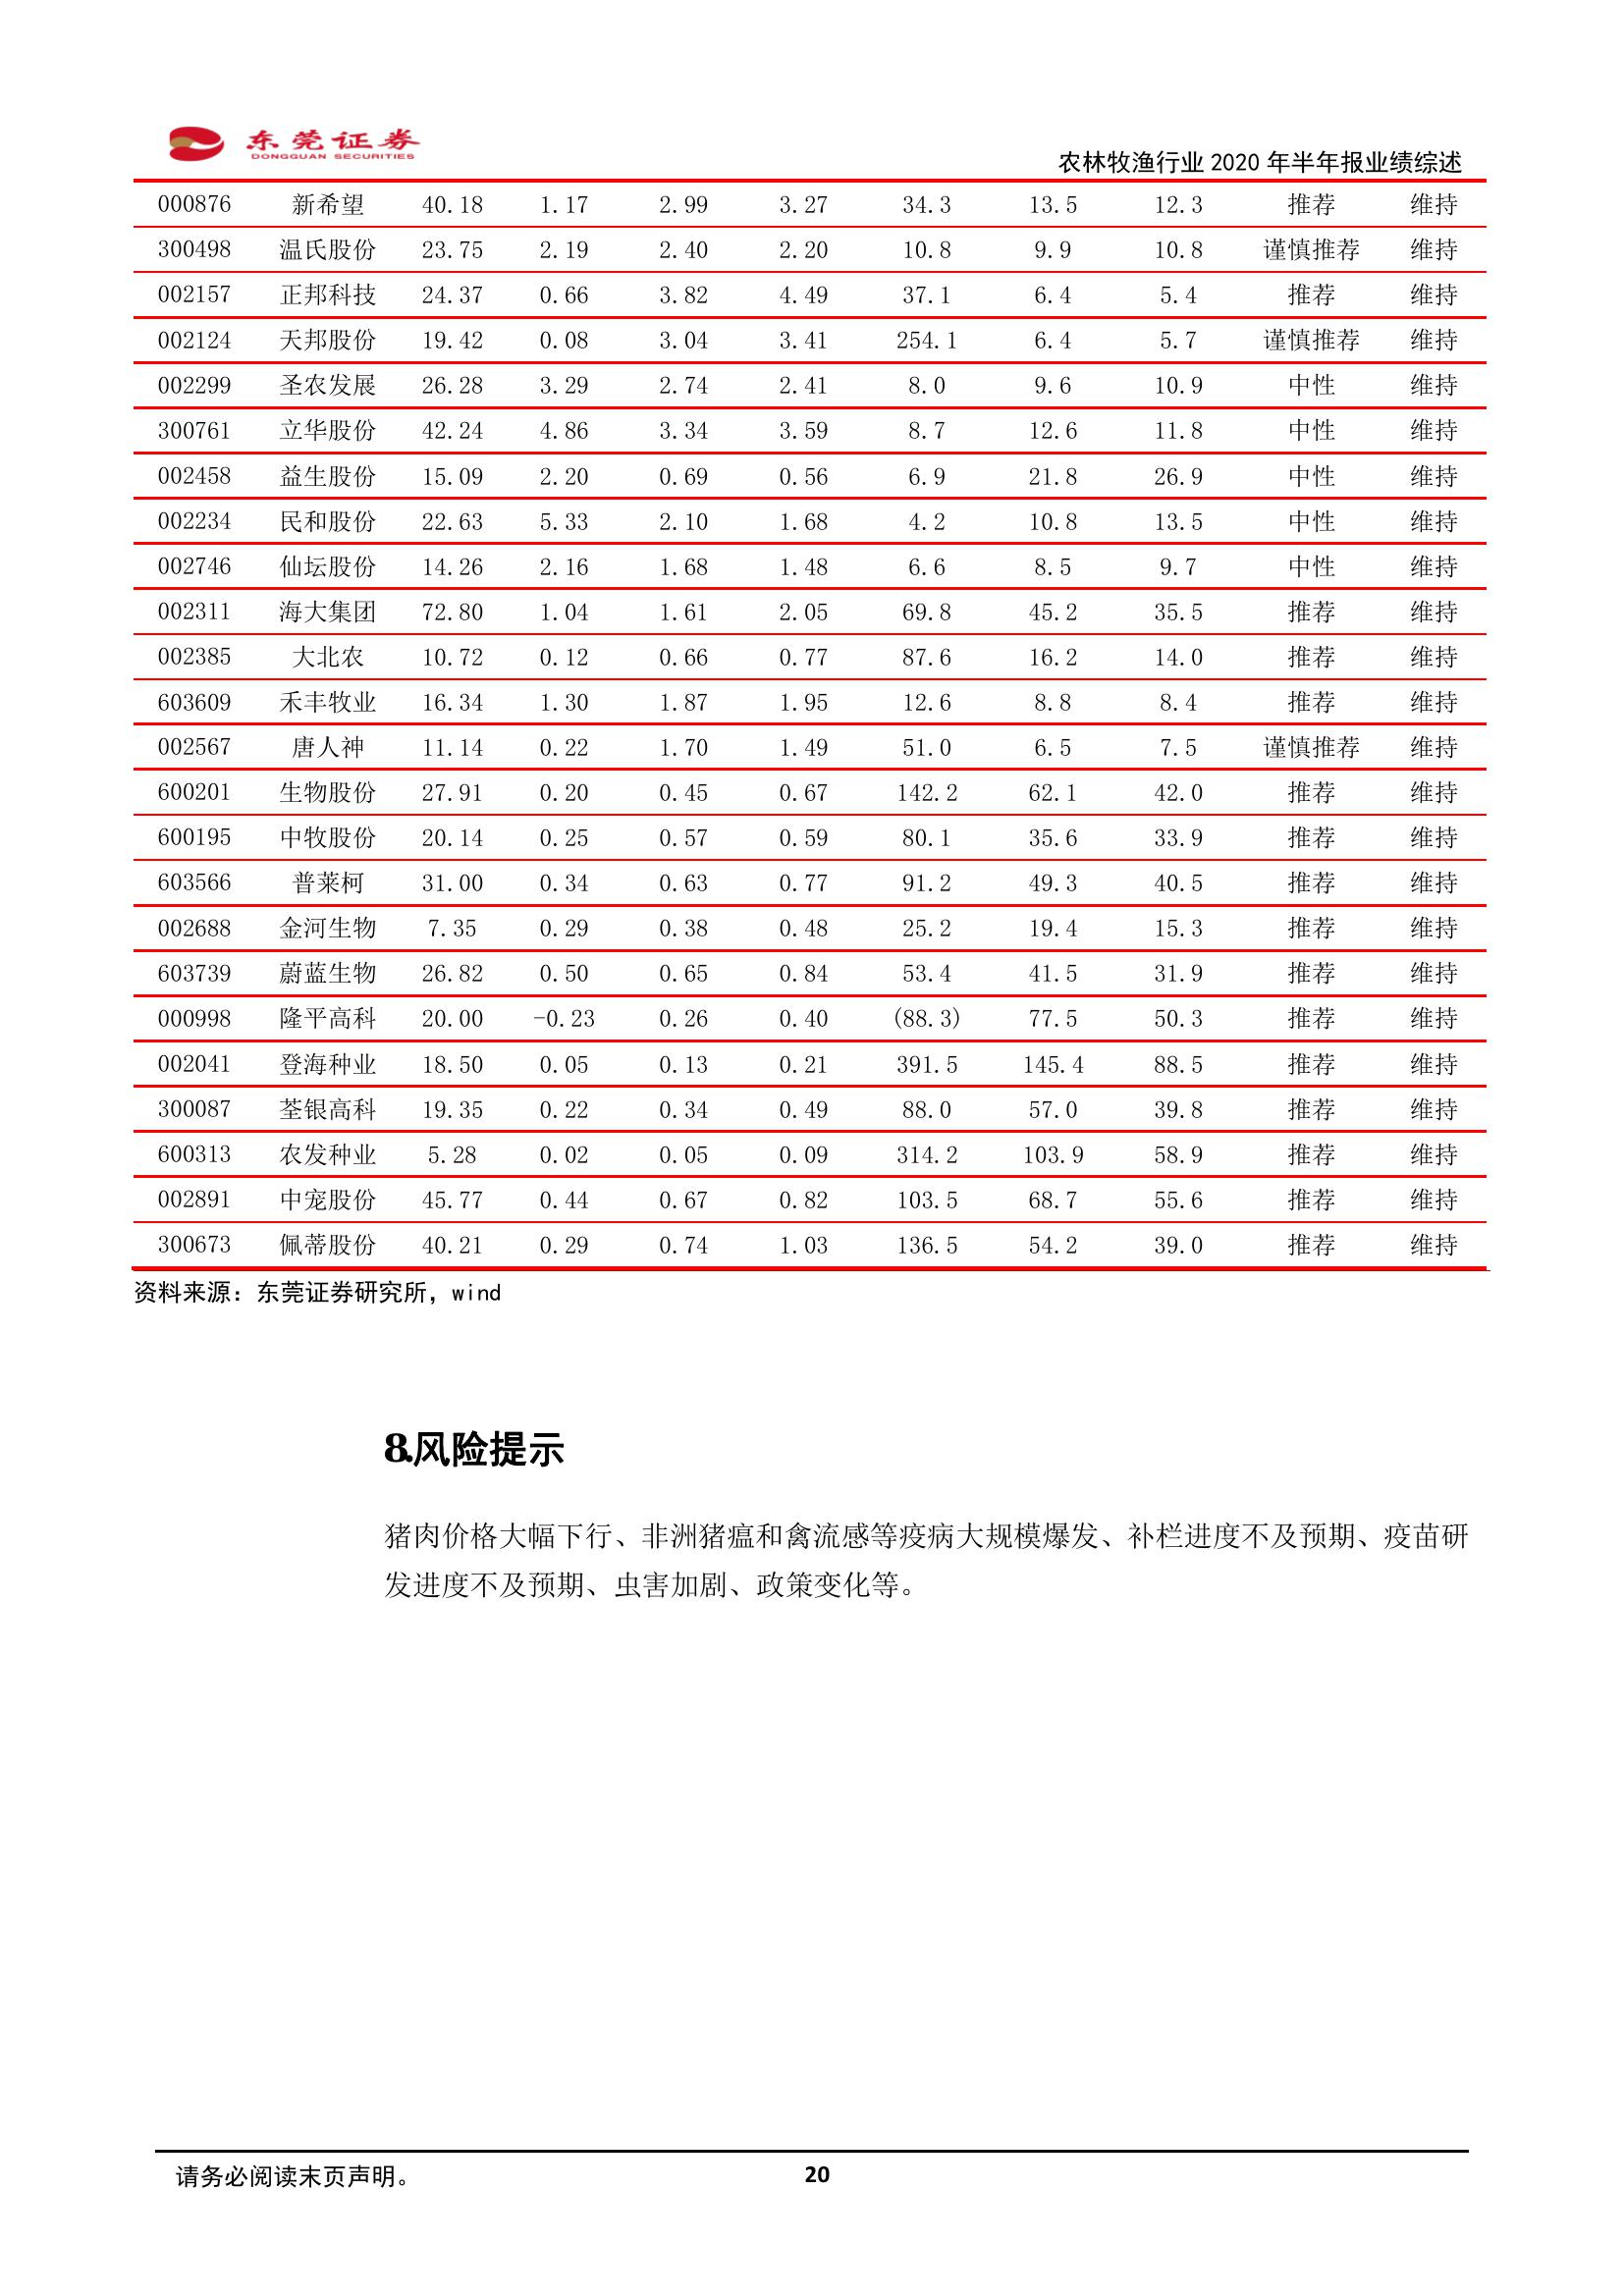 东莞证券
DONGGUAN SECURITIES
农林牧渔行业 2020 年半年报业绩综述
000876 新希望 40.18 1.17 2.99 3.27 34.3 13.5 12.3 推荐 维持
300498 温氏股份 23.75 2.19 2.40 2.20 10.8 9.9 10.8 谨慎推荐 维持
002157 正邦科技 24.37 0.66 3.82 4.49 37.1 6.4 5.4 推荐 维持
002124 天邦股份 19.42 0.08 3.04 3.41 254.1 6.4 5.7 谨慎推荐 维持
002299 圣农发展 26.28 3.29 2.74 2.41 8.0 9.6 10.9 中性 维持
300761 立华股份 42.24 4.86 3.34 3.59 8.7 12.6 11.8 中性 维持
002458 益生股份 15.09 2.20 0.69 0.56 6.9 21.8 26.9 中性 维持
002234 民和股份 22.63 5.33 2.10 1.68 4.2 10.8 13.5 中性 维持
002746 仙坛股份 14.26 2.16 1.68 1.48 6.6 8.5 9.7 中性 维持
002311 海大集团 72.80 1.04 1.61 2.05 69.8 45.2 35.5 推荐 维持
002385 大北农 10.72 0.12 0.66 0.77 87.6 16.2 14.0 推荐 维持
603609 禾丰牧业 16.34 1.30 1.87 1.95 12.6 8.8 8.4 推荐 维持
002567 唐人神 11.14 0.22 1.70 1.49 51.0 6.5 7.5 谨慎推荐 维持
600201 生物股份 27.91 0.20 0.45 0.67 142.2 62.1 42.0 推荐 维持
600195 中牧股份 20.14 0.25 0.57 0.59 80.1 35.6 33.9 推荐 维持
603566 普莱柯 31.00 0.34 0.63 0.77 91.2 49.3 40.5 推荐 维持
002688 金河生物 7.35 0.29 0.38 0.48 25.2 19.4 15.3 推荐 维持
603739 蔚蓝生物 26.82 0.50 0.65 0.84 53.4 41.5 31.9 推荐 维持
000998 隆平高科 20.00 -0.23 0.26 0.40 (88.3) 77.5 50.3 推荐 维持
002041 登海种业 18.50 0.05 0.13 0.21 391.5 145.4 88.5 推荐 维持
300087 荃银高科 19.35 0.22 0.34 0.49 88.0 57.0 39.8 推荐 维持
600313 农发种业 5.28 0.02 0.05 0.09 314.2 103.9 58.9 推荐 维持
002891 中宠股份 45.77 0.44 0.67 0.82 103.5 68.7 55.6 推荐 维持
300673 佩蒂股份 40.21 0.29 0.74 1.03 136.5 54.2 39.0 推荐 维持
资料来源：东莞证券研究所，wind
8.风险提示
猪肉价格大幅下行、非洲猪瘟和禽流感等疫病大规模爆发、补栏进度不及预期、疫苗研
发进度不及预期、虫害加剧、政策变化等。
请务必阅读末页声明。 20